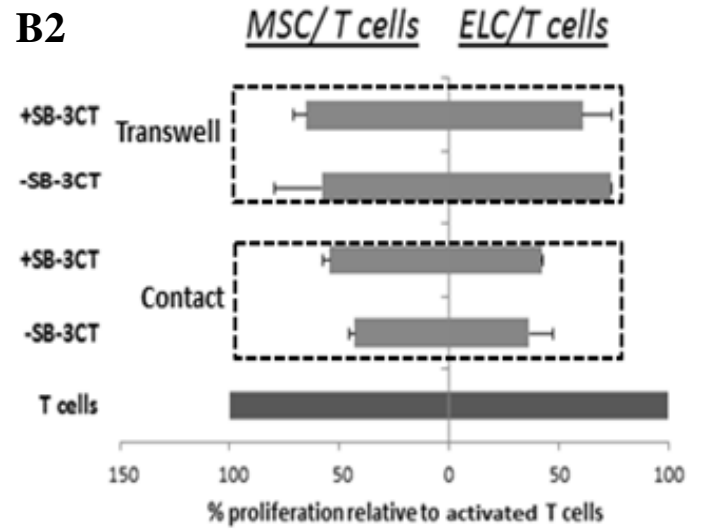 B2
MSC/ T cells ELC/T cells
+SB-3CT
Transwell
-SB-3CT
+SB-3CT
Contact
-SB-3CT
T cells
150 100 50 0 50 100
% proliferation relative to activated T cells